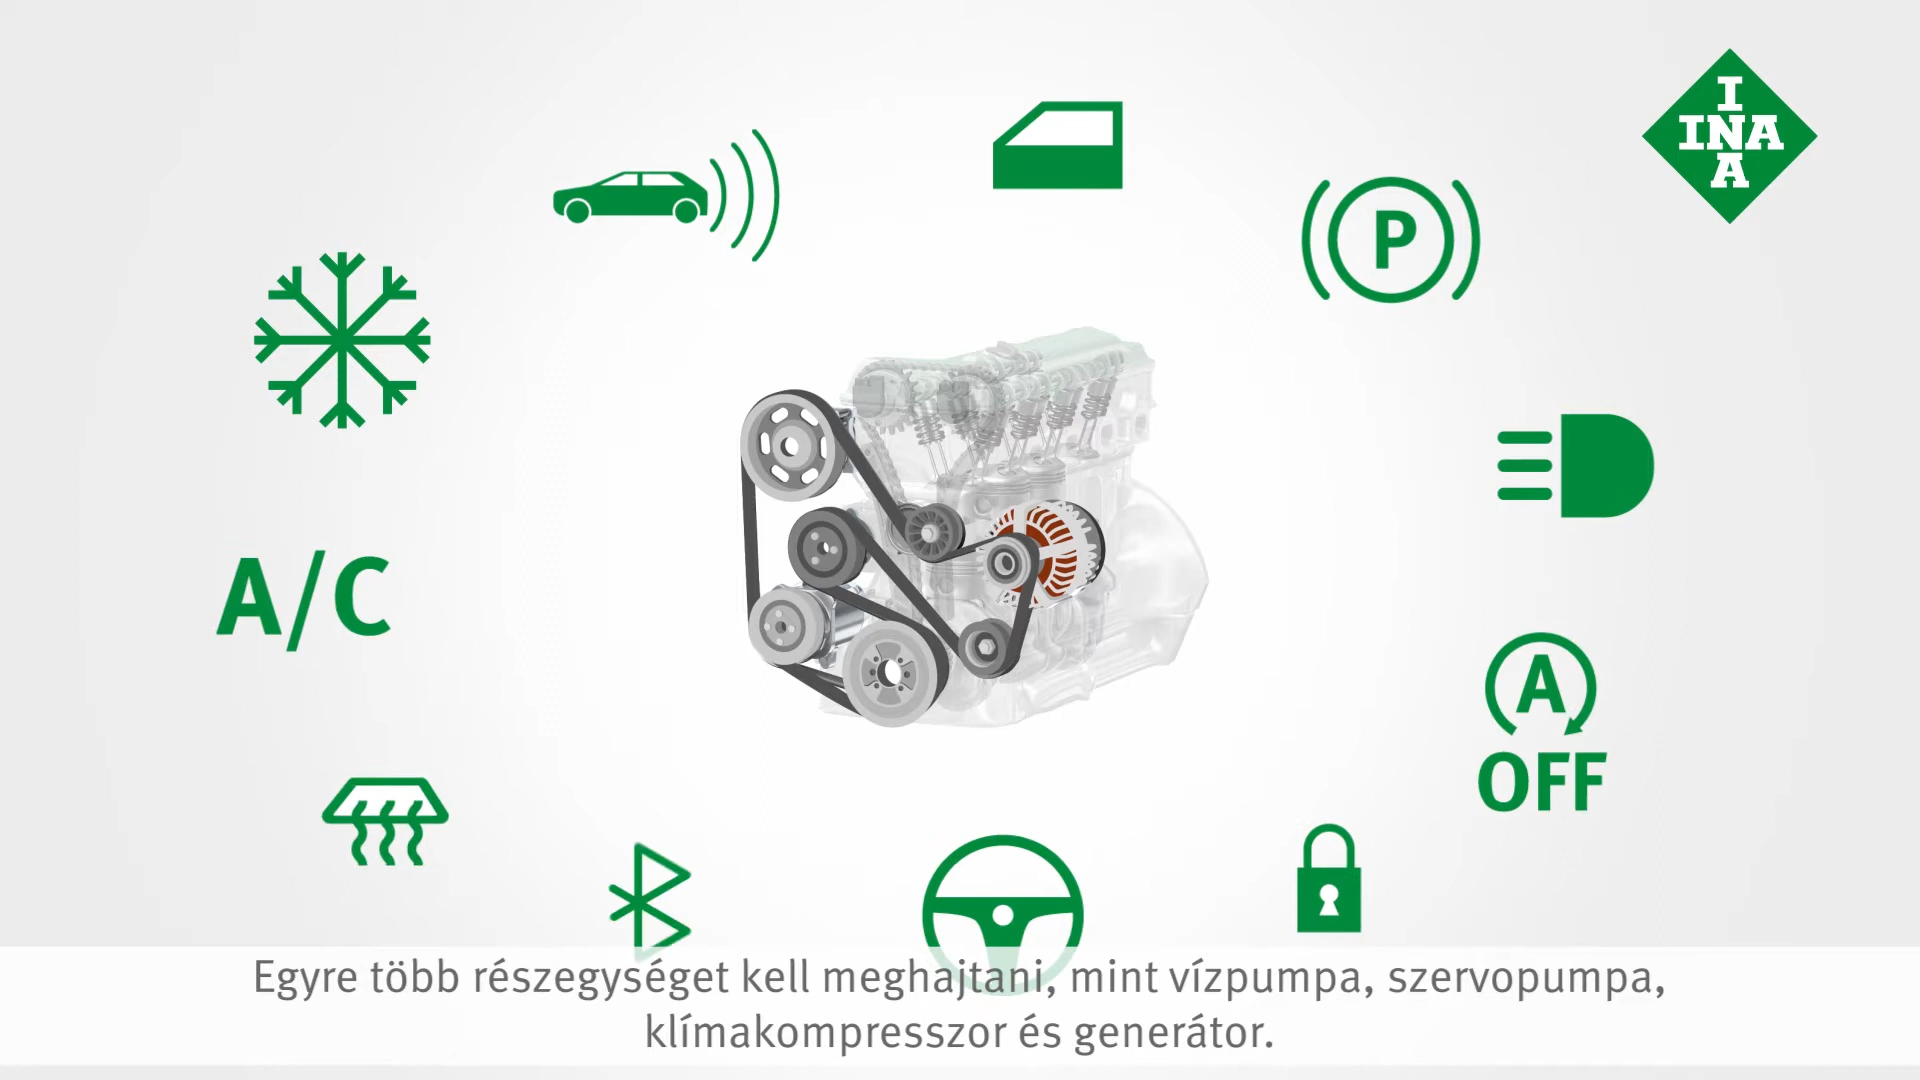 I
INA
A
P
A/C
A
OFF
Egyre több részegységet kell meghajtani, mint vízpumpa, szervopumpa,
klímakompresszor és generátor.